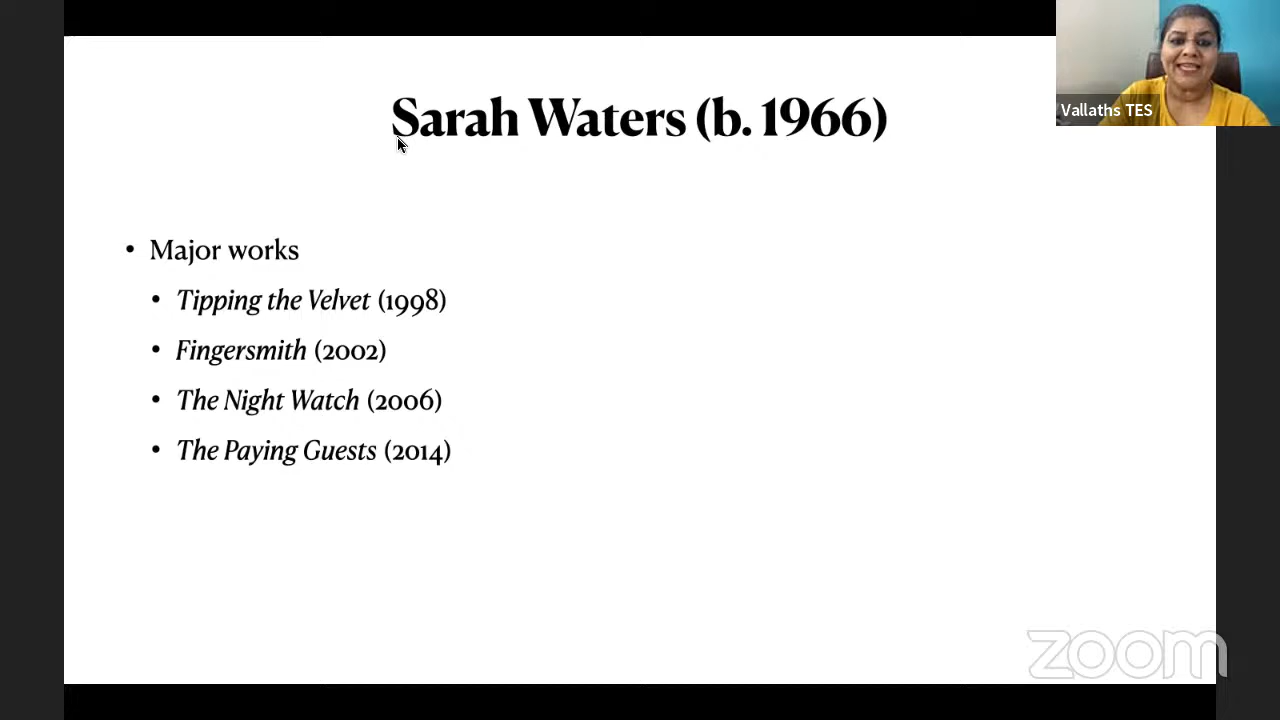 Sarah Waters (b. 1966)
Vallaths TES
• Major works
• Tipping the Velvet (1998)
• Fingersmith (2002)
• The Night Watch (2006)
• The Paying Guests (2014)
zoom